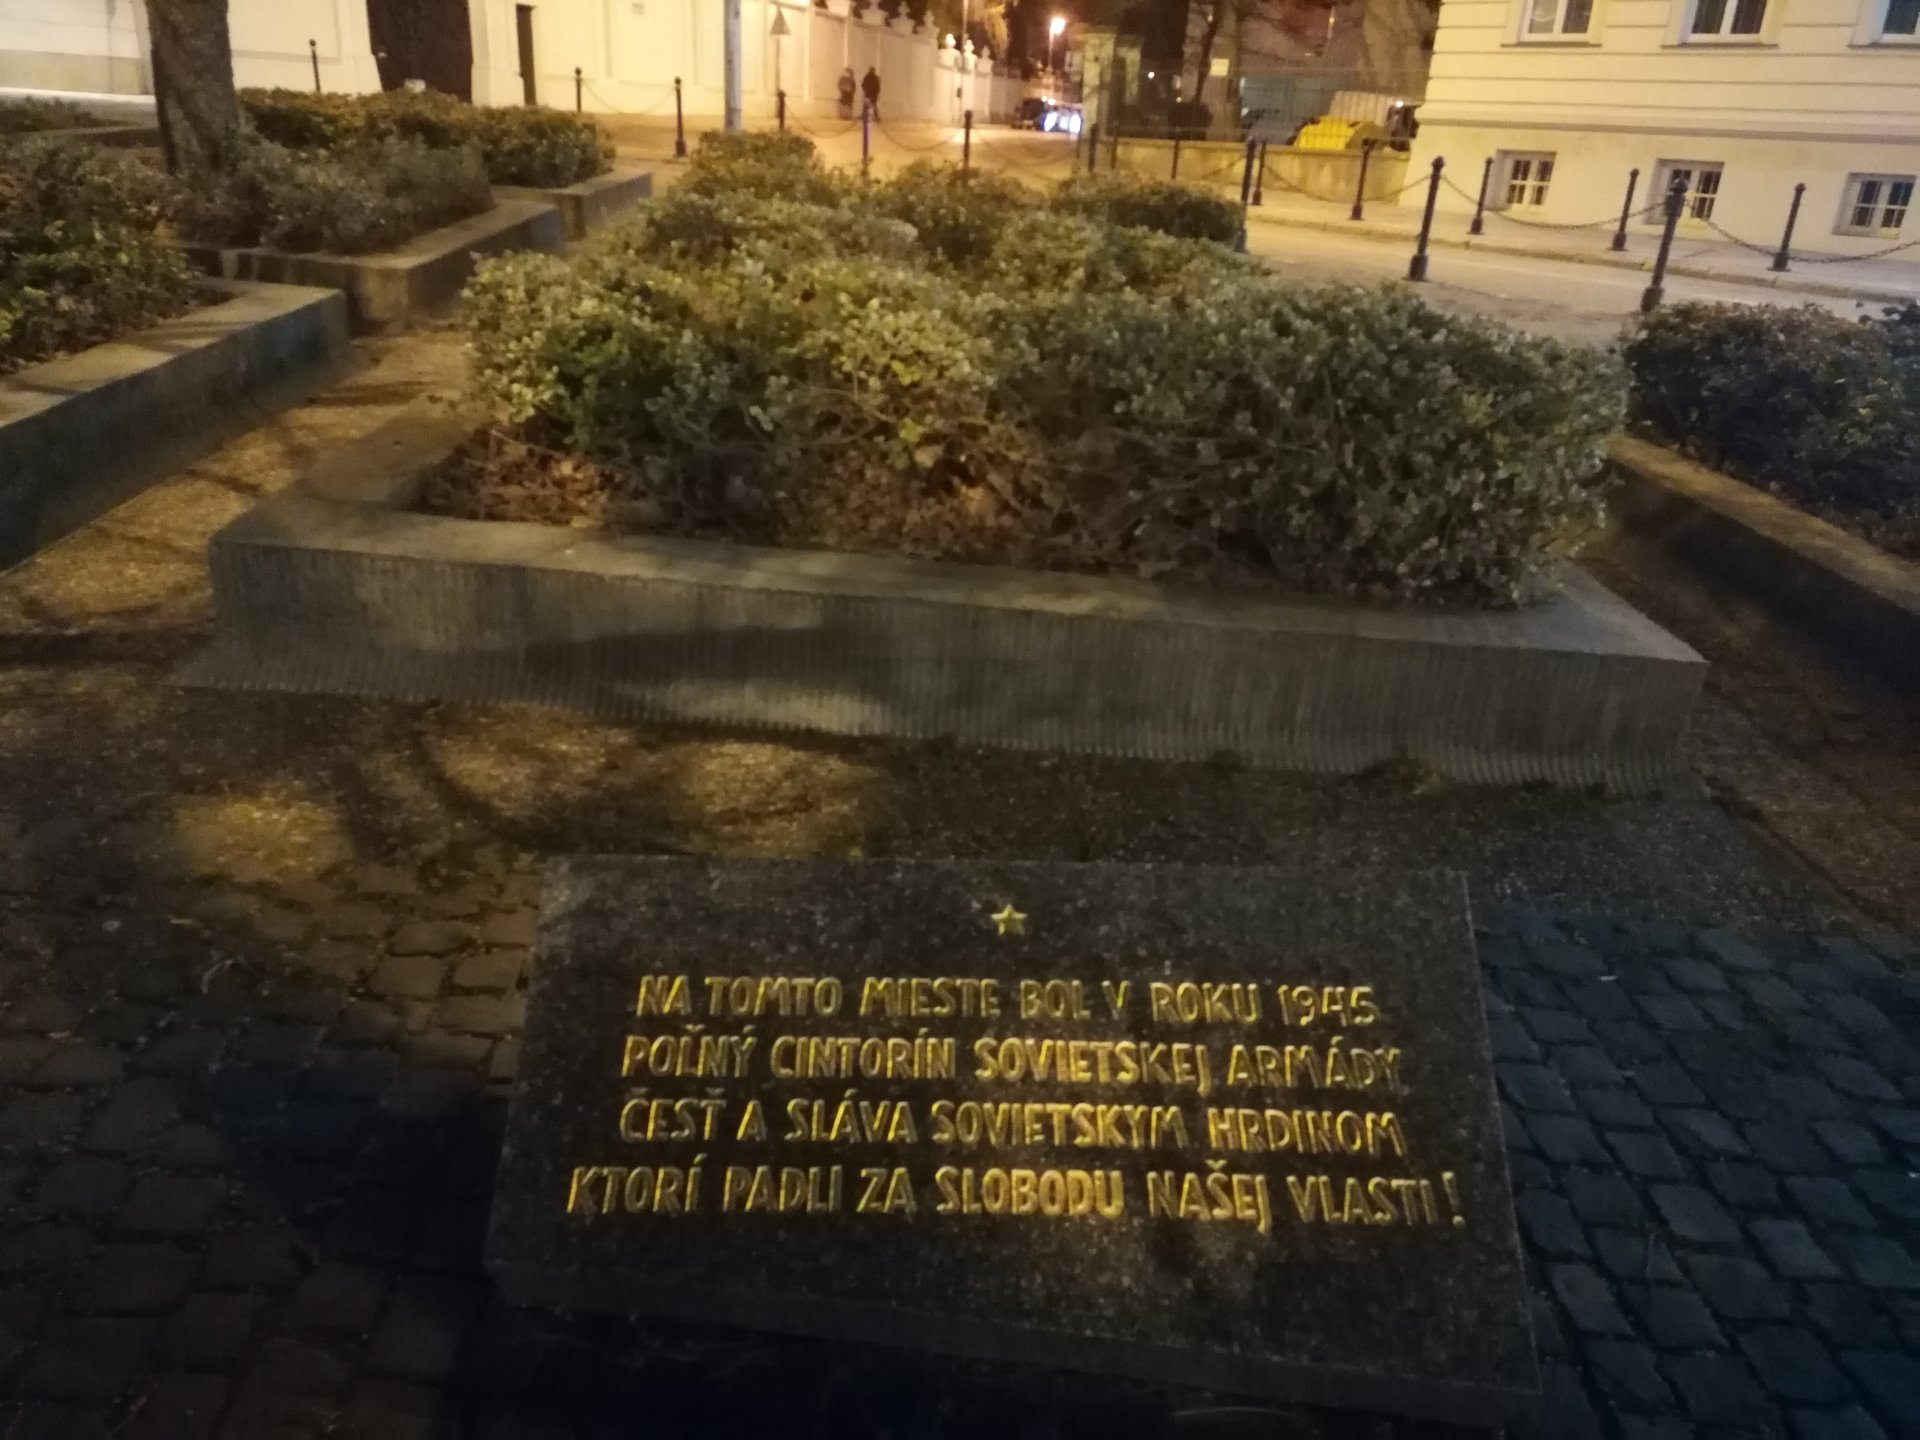 NA TOMTO MIESTE BOL V ROKU 1945
POĽNÝ CINTORÍN SOVIETSKEJ ARMÁDY
ČESŤ A SLÁVA SOVIETSKYM HRDINOM
KTORÍ PADLI ZA SLOBODU NAŠEJ VLASTI!